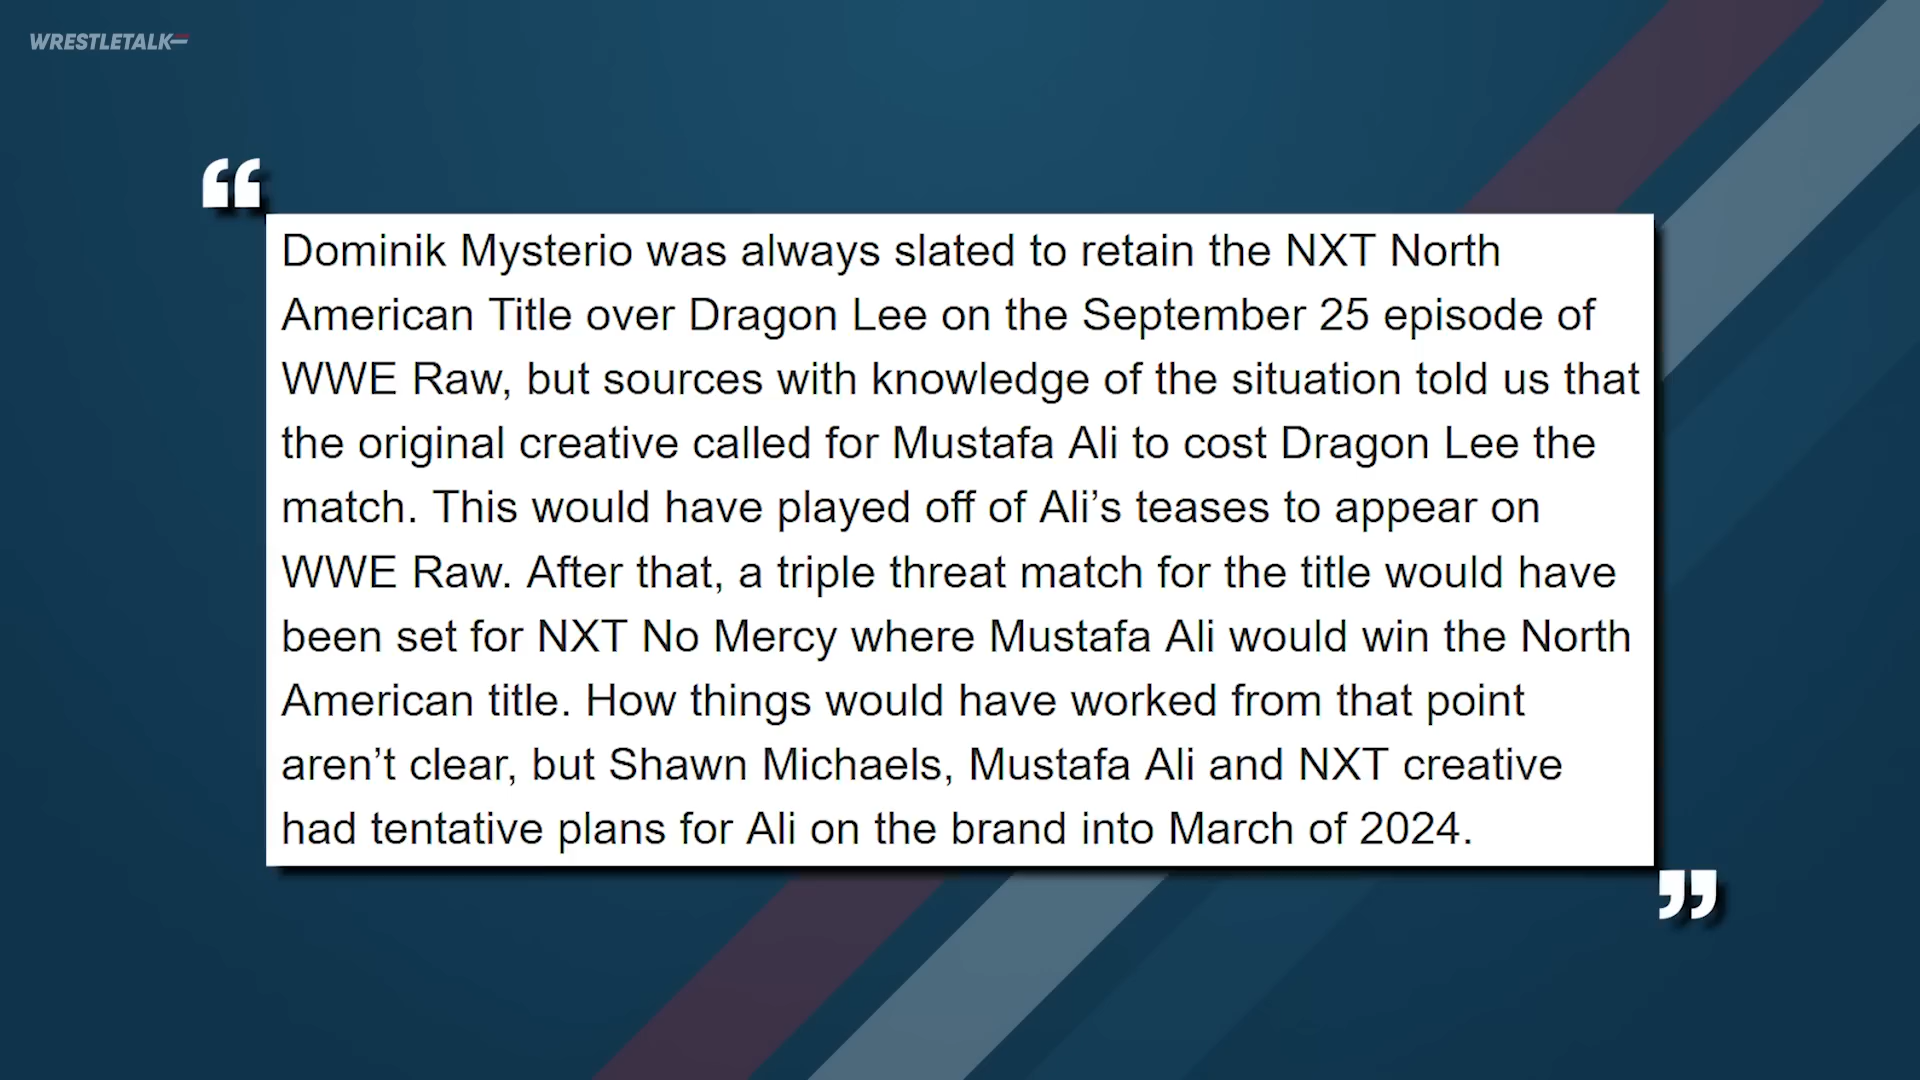 WRESTLETALK
“
Dominik Mysterio was always slated to retain the NXT North
American Title over Dragon Lee on the September 25 episode of
WWE Raw, but sources with knowledge of the situation told us that
the original creative called for Mustafa Ali to cost Dragon Lee the
match. This would have played off of Ali’s teases to appear on
WWE Raw. After that, a triple threat match for the title would have
been set for NXT No Mercy where Mustafa Ali would win the North
American title. How things would have worked from that point
aren’t clear, but Shawn Michaels, Mustafa Ali and NXT creative
had tentative plans for Ali on the brand into March of 2024.
”